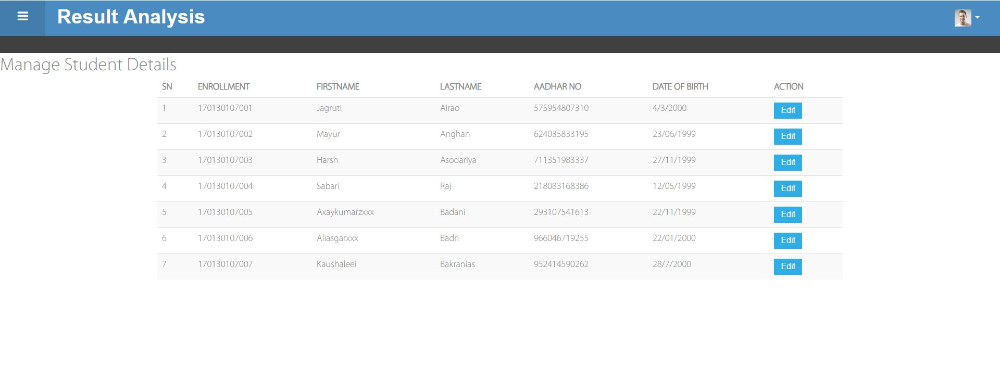 Result Analysis
Manage Student Details
SN ENROLLMENT FIRSTNAME LASTNAME AADHAR NO DATE OF BIRTH ACTION
1 170130107001 Jagruti Airao 575954807310 4/3/2000 Edit
2 170130107002 Mayur Anghan 624035833195 23/06/1999 Edit
3 170130107003 Harsh Asodariya 711351983337 27/11/1999 Edit
4 170130107004 Sabari Raj 218083168386 12/05/1999 Edit
5 170130107005 Axaykumarzxxx Badani 293107541613 22/11/1999 Edit
6 170130107006 Aliasgarxxx Badri 966046719255 22/01/2000 Edit
7 170130107007 Kaushaleei Bakranias 952414590262 28/7/2000 Edit